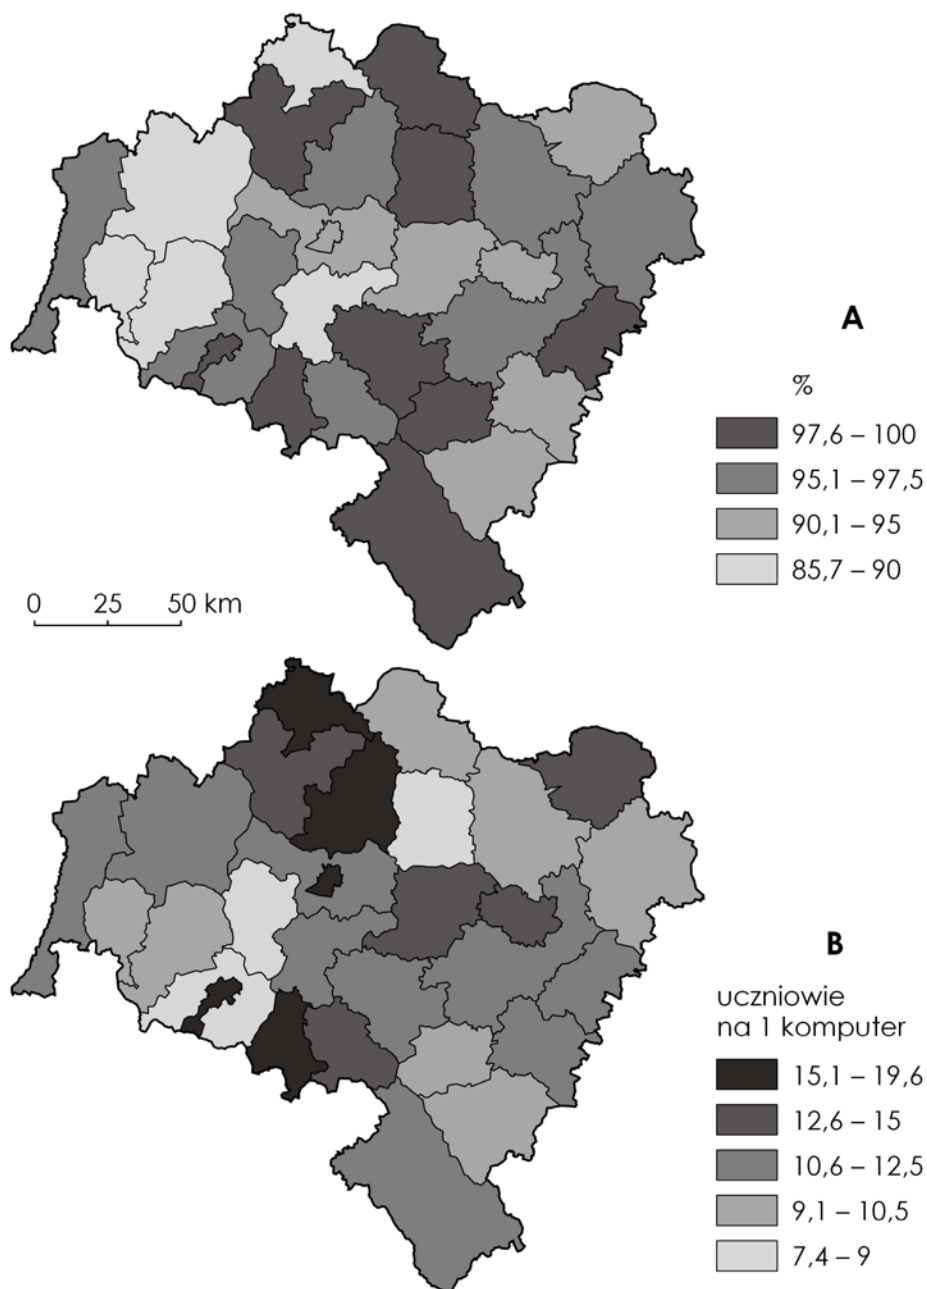 A
%
97,6 – 100
95,1 – 97,5
90,1 – 95
85,7 – 90
0 25 50 km
B
uczniowie
na 1 komputer
15,1 – 19,6
12,6 – 15
10,6 – 12,5
9,1 – 10,5
7,4 – 9